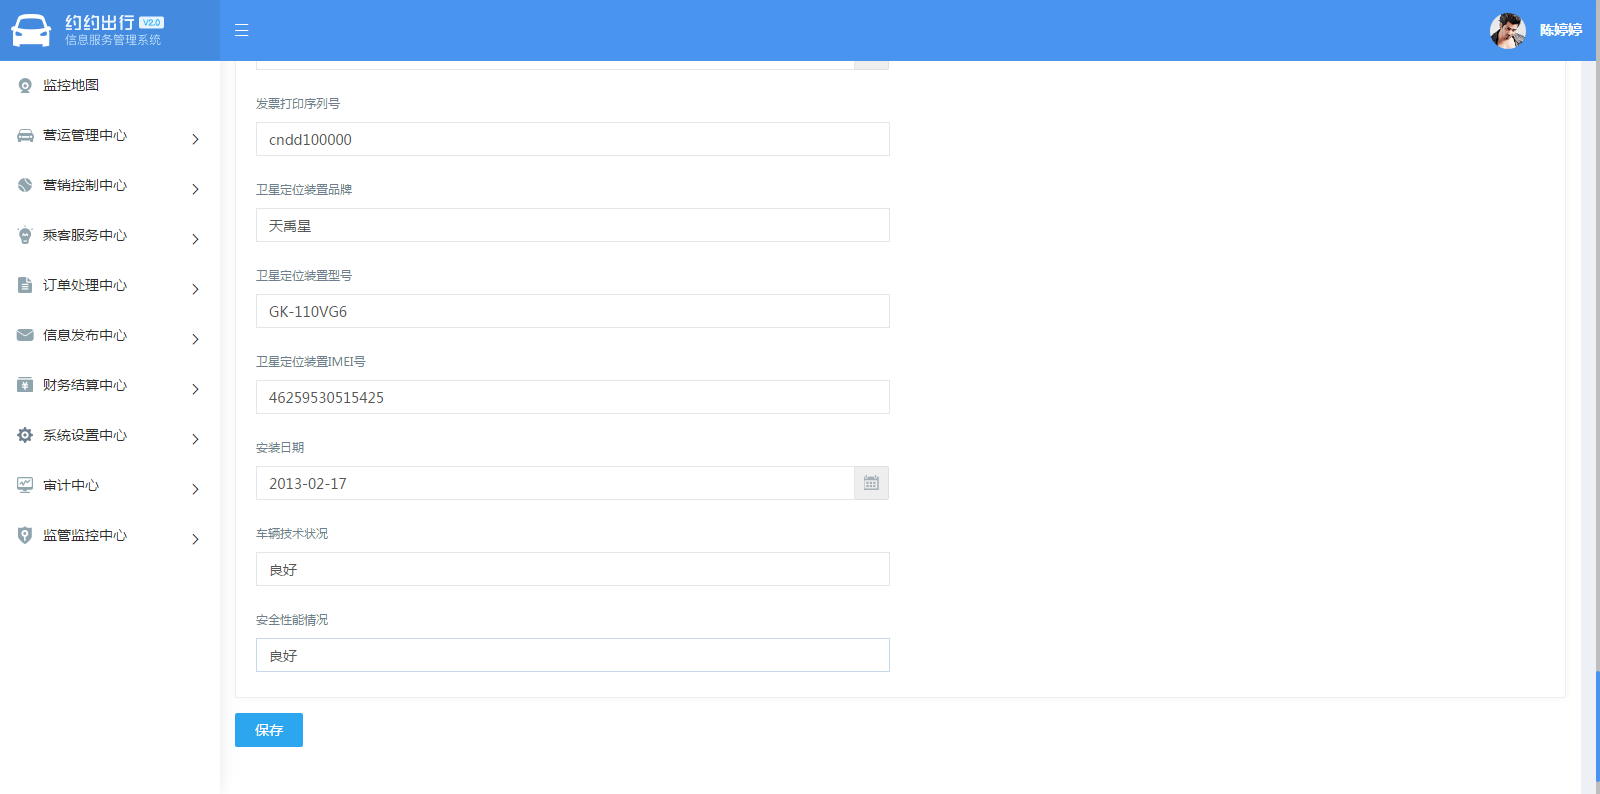 约约出行 V2.0
信息服务管理系统
陈婷婷
监控地图
营运管理中心
营销控制中心
乘客服务中心
订单处理中心
信息发布中心
财务结算中心
系统设置中心
审计中心
监管监控中心
发票打印序列号
cndd100000
卫星定位装置品牌
天禹星
卫星定位装置型号
GK-110VG6
卫星定位装置IMEI号
46259530515425
安装日期
2013-02-17
车辆技术状况
良好
安全性能情况
良好
保存